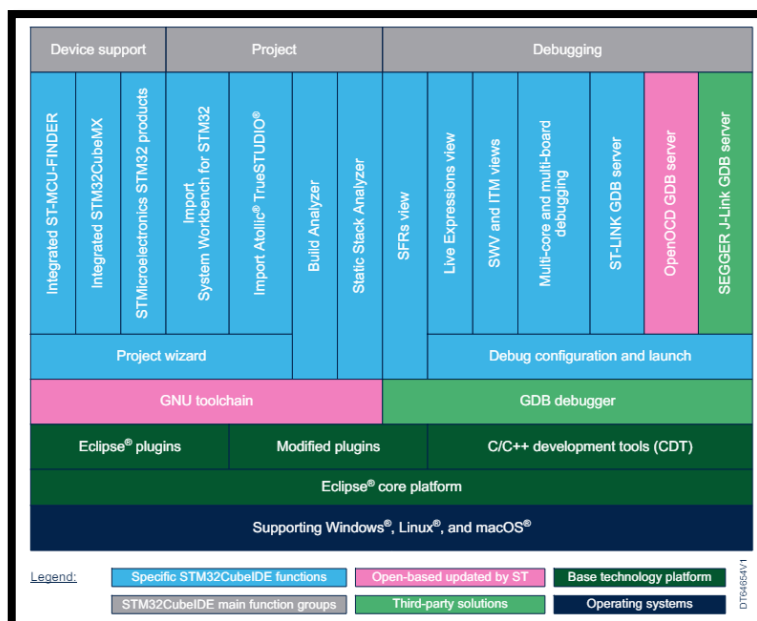 Device support
Project
Debugging
Integrated ST-MCU-FINDER
Integrated STM32CubeMX
STMicroelectronics STM32 products
Import
System Workbench for STM32
Import Atollic® TrueSTUDIO®
Build Analyzer
Static Stack Analyzer
SFRs view
Live Expressions view
SWV and ITM views
Multi-core and multi-board
debugging
ST-LINK GDB server
OpenOCD GDB server
SEGGER J-Link GDB server
Project wizard
Debug configuration and launch
GNU toolchain
GDB debugger
Eclipse® plugins
Modified plugins
C/C++ development tools (CDT)
Eclipse® core platform
Supporting Windows®, Linux®, and macOS®
Legend:
Specific STM32CubeIDE functions
Open-based updated by ST
Base technology platform
STM32CubeIDE main function groups
Third-party solutions
Operating systems
DT64654V1